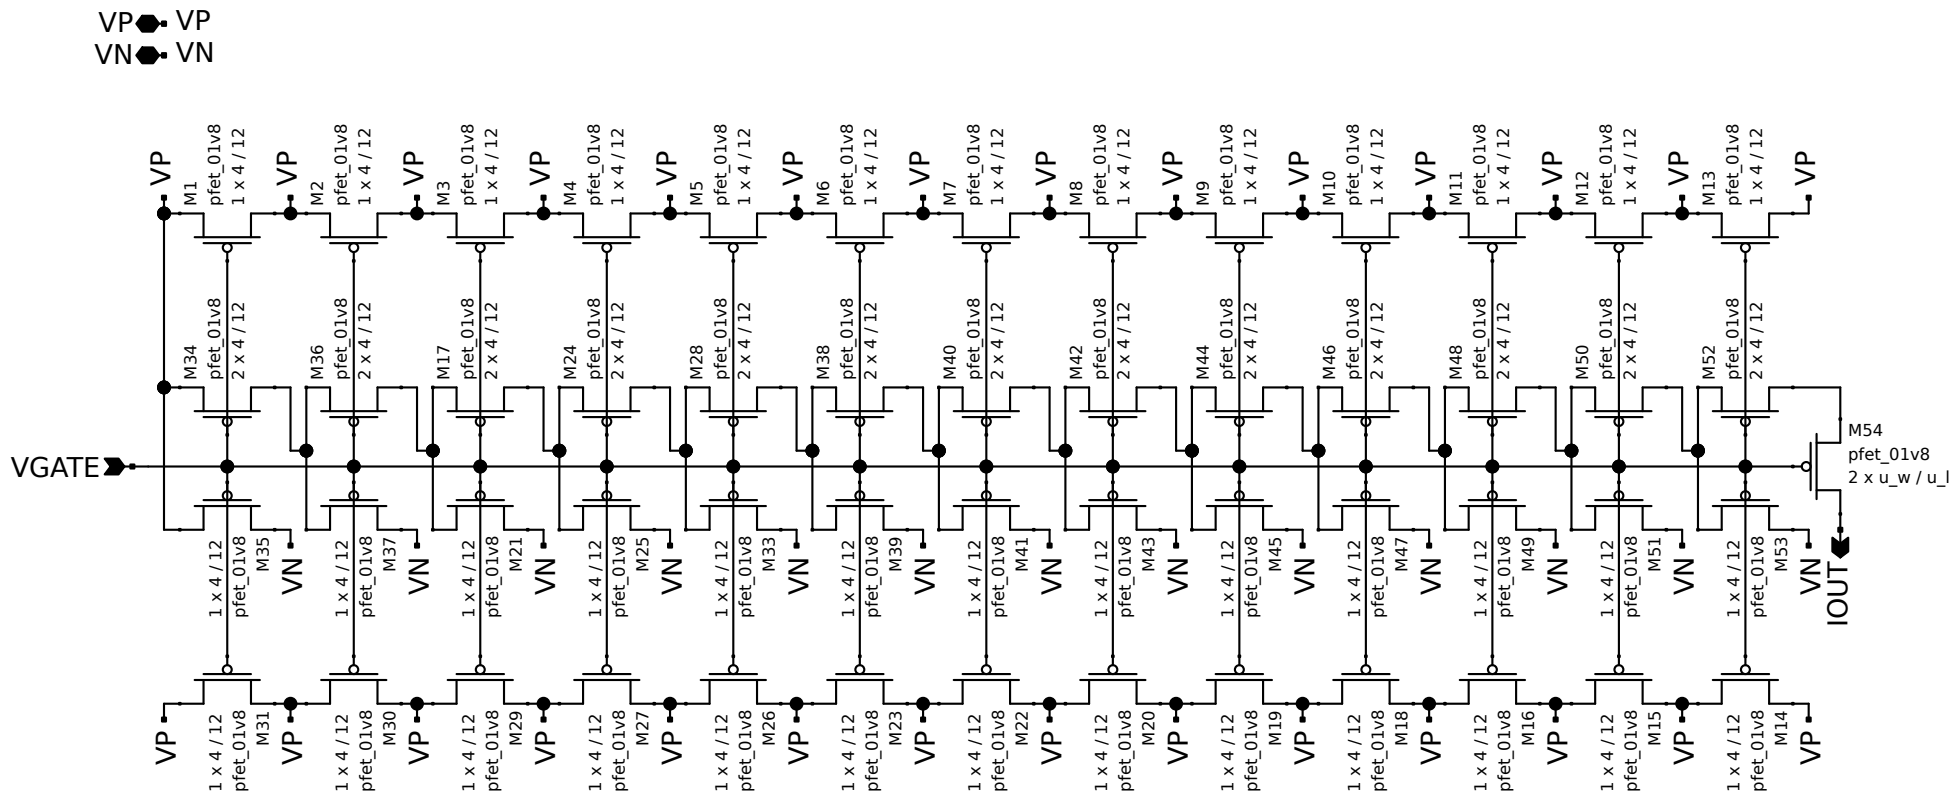 VP VP
VN VN
VP
M1
pfet_01v8
1 x 4 / 12
VP
M2
pfet_01v8
1 x 4 / 12
VP
M3
pfet_01v8
1 x 4 / 12
VP
M4
pfet_01v8
1 x 4 / 12
VP
M5
pfet_01v8
1 x 4 / 12
VP
M6
pfet_01v8
1 x 4 / 12
VP
M7
pfet_01v8
1 x 4 / 12
VP
M8
pfet_01v8
1 x 4 / 12
VP
M9
pfet_01v8
1 x 4 / 12
VP
M10
pfet_01v8
1 x 4 / 12
VP
M11
pfet_01v8
1 x 4 / 12
VP
M12
pfet_01v8
1 x 4 / 12
VP
M13
pfet_01v8
1 x 4 / 12
VP
M34
pfet_01v8
2 x 4 / 12
M36
pfet_01v8
2 x 4 / 12
M17
pfet_01v8
2 x 4 / 12
M24
pfet_01v8
2 x 4 / 12
M28
pfet_01v8
2 x 4 / 12
M38
pfet_01v8
2 x 4 / 12
M40
pfet_01v8
2 x 4 / 12
M42
pfet_01v8
2 x 4 / 12
M44
pfet_01v8
2 x 4 / 12
M46
pfet_01v8
2 x 4 / 12
M48
pfet_01v8
2 x 4 / 12
M50
pfet_01v8
2 x 4 / 12
M52
pfet_01v8
2 x 4 / 12
M54
pfet_01v8
2 x u_w / u_l
VGATE
1 x 4 / 12
pfet_01v8
M35
VN
1 x 4 / 12
pfet_01v8
M37
VN
1 x 4 / 12
pfet_01v8
M21
VN
1 x 4 / 12
pfet_01v8
M25
VN
1 x 4 / 12
pfet_01v8
M33
VN
1 x 4 / 12
pfet_01v8
M39
VN
1 x 4 / 12
pfet_01v8
M41
VN
1 x 4 / 12
pfet_01v8
M43
VN
1 x 4 / 12
pfet_01v8
M45
VN
1 x 4 / 12
pfet_01v8
M47
VN
1 x 4 / 12
pfet_01v8
M49
VN
1 x 4 / 12
pfet_01v8
M51
VN
1 x 4 / 12
pfet_01v8
M53
VN
IOUT
VP
1 x 4 / 12
pfet_01v8
M31
VP
1 x 4 / 12
pfet_01v8
M30
VP
1 x 4 / 12
pfet_01v8
M29
VP
1 x 4 / 12
pfet_01v8
M27
VP
1 x 4 / 12
pfet_01v8
M26
VP
1 x 4 / 12
pfet_01v8
M23
VP
1 x 4 / 12
pfet_01v8
M22
VP
1 x 4 / 12
pfet_01v8
M20
VP
1 x 4 / 12
pfet_01v8
M19
VP
1 x 4 / 12
pfet_01v8
M18
VP
1 x 4 / 12
pfet_01v8
M16
VP
1 x 4 / 12
pfet_01v8
M15
VP
1 x 4 / 12
pfet_01v8
M14
VP